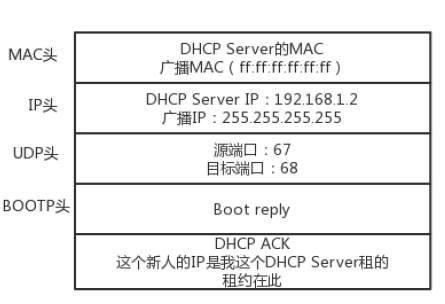 MAC头
DHCP Server的MAC
广播MAC（ff:ff:ff:ff:ff:ff）
IP头
DHCP Server IP：192.168.1.2
广播IP：255.255.255.255
UDP头
源端口：67
目标端口：68
BOOTP头
Boot reply
DHCP ACK
这个新人的IP是我这个DHCP Server租的
租约在此